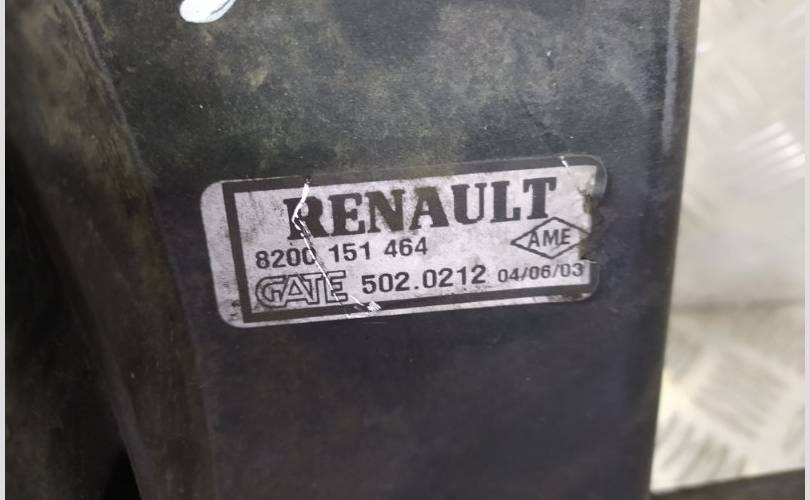 RENAULT
8200 151 464
AME
GATE 502.0212 04/06/03